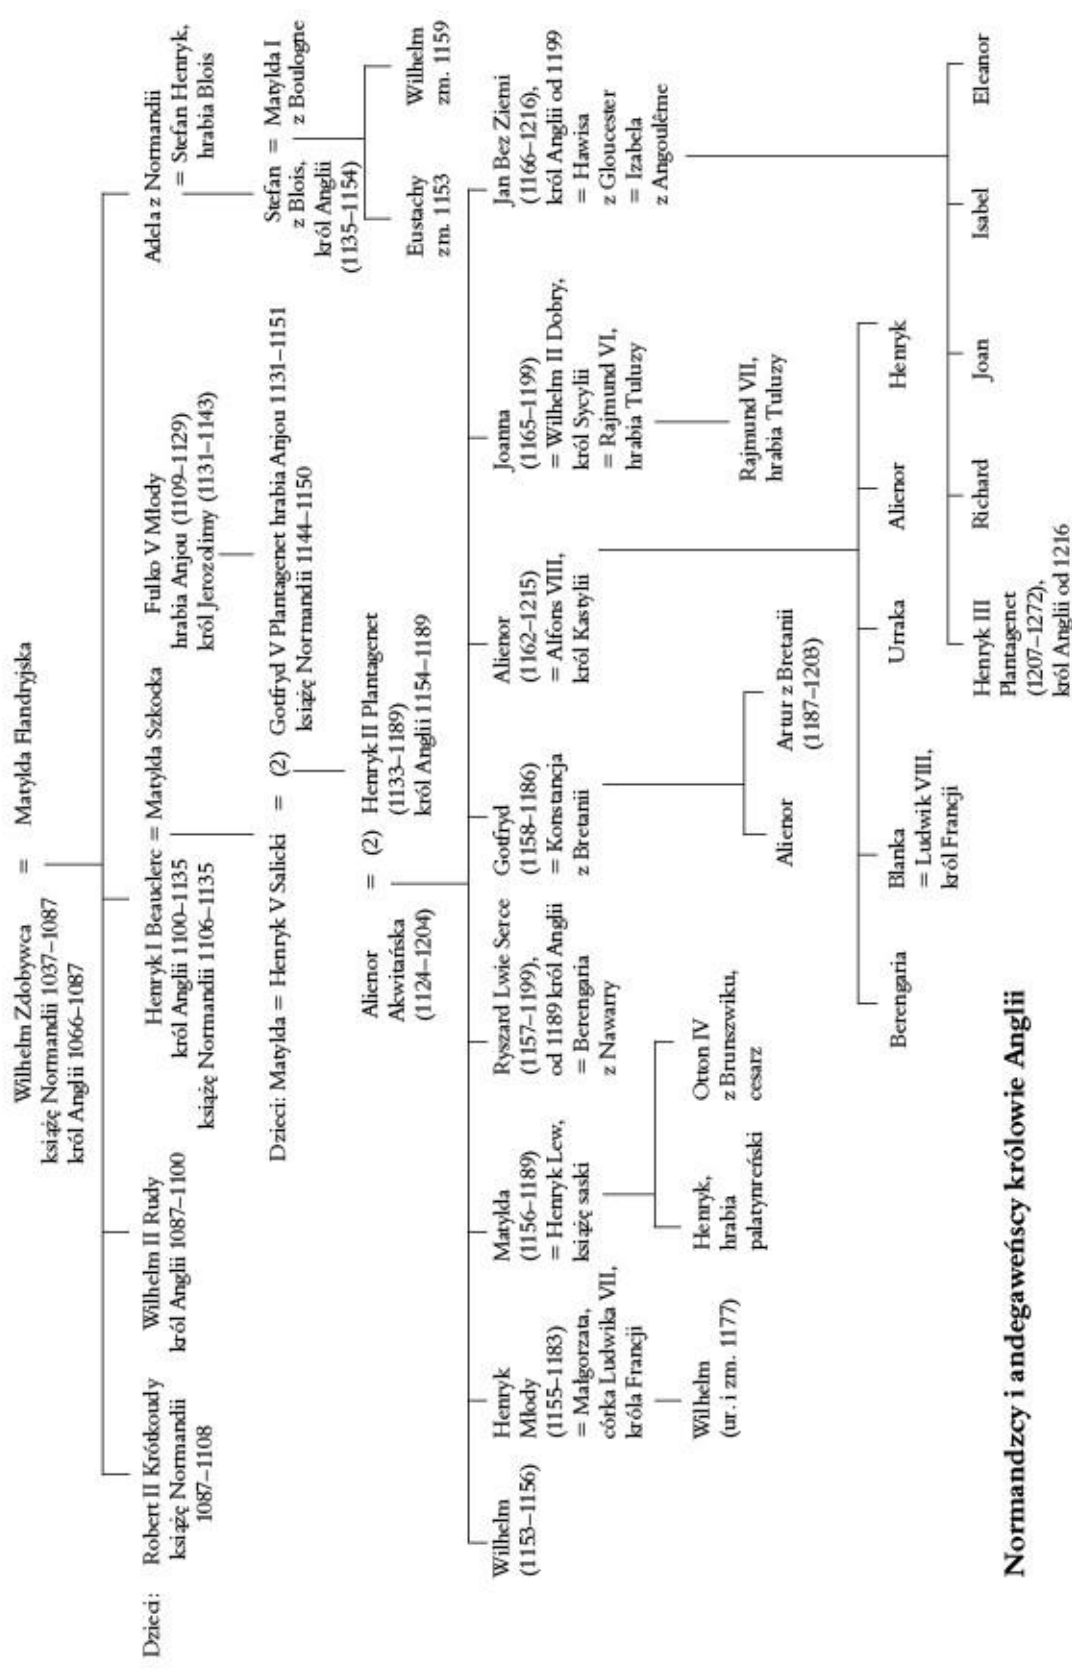 Wilhelm Zdobywca = Matylda Flandryjska
książę Normandii 1037–1087
król Anglii 1066–1087
Dzieci:
Robert II Krótkoudy
książę Normandii
1087–1108
Wilhelm II Rudy
król Anglii 1087–1100
Henryk I Beauclerc = Matylda Szkocka
król Anglii 1100–1135
książę Normandii 1106–1135
Fulko V Młody
hrabia Anjou (1109–1129)
król Jerozolimy (1131–1143)
Adela z Normandii
= Stefan Henryk,
hrabia Blois
Dzieci: Matylda = Henryk V Salicki = (2) Gotfryd V Plantagenet hrabia Anjou 1131–1151
książę Normandii 1144–1150
Stefan = Matylda I
z Blois, z Boulogne
król Anglii
(1135–1154)
Alienor = (2) Henryk II Plantagenet
Akwitańska (1133–1189)
(1124–1204) król Anglii 1154–1189
Eustachy
zm. 1153
Wilhelm
zm. 1159
Wilhelm
(1153–1156)
Henryk
Młody
(1155–1183)
= Małgorzata,
córka Ludwika VII,
króla Francji
Matylda
(1156–1189)
= Henryk Lew,
książę saski
Ryszard Lwie Serce
(1157–1199),
od 1189 król Anglii
= Berengaria
z Nawarry
Gotfryd
(1158–1186)
= Konstancja
z Bretanii
Alienor
(1162–1215)
= Alfons VIII,
król Kastylii
Joanna
(1165–1199)
= Wilhelm II Dobry,
król Sycylii
= Rajmund VI,
hrabia Tuluzy
Jan Bez Ziemi
(1166–1216),
król Anglii od 1199
= Hawisa
z Gloucester
= Izabela
z Angoulême
Wilhelm
(ur. i zm. 1177)
Henryk,
hrabia
palatynreński
Otton IV
z Brunszwiku,
cesarz
Alienor
Artur z Bretanii
(1187–1203)
Rajmund VII,
hrabia Tuluzy
Berengaria
Blanka
= Ludwik VIII,
król Francji
Urraka
Alienor
Henryk
Henryk III
Plantagenet
(1207–1272),
król Anglii od 1216
Richard
Joan
Isabel
Eleanor
Normandzcy i andegaweńscy królowie Anglii